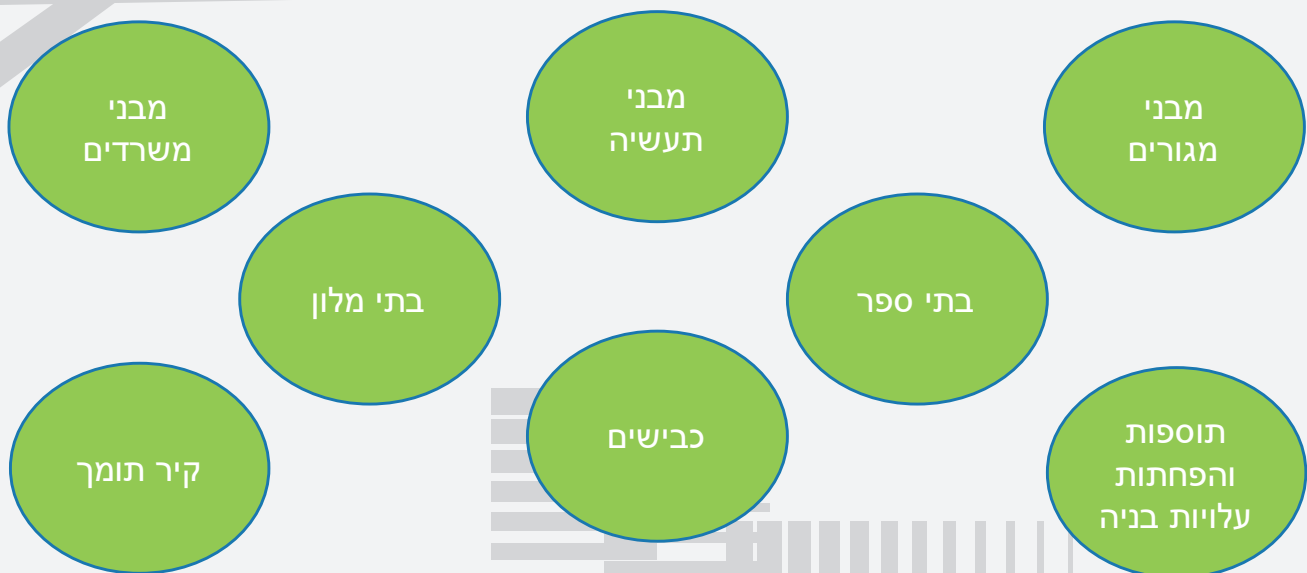 מבני
מגורים
מבני
תעשיה
מבני
משרדים
בתי ספר
בתי מלון
תוספות
והפחתות
עלויות בניה
כבישים
קיר תומך